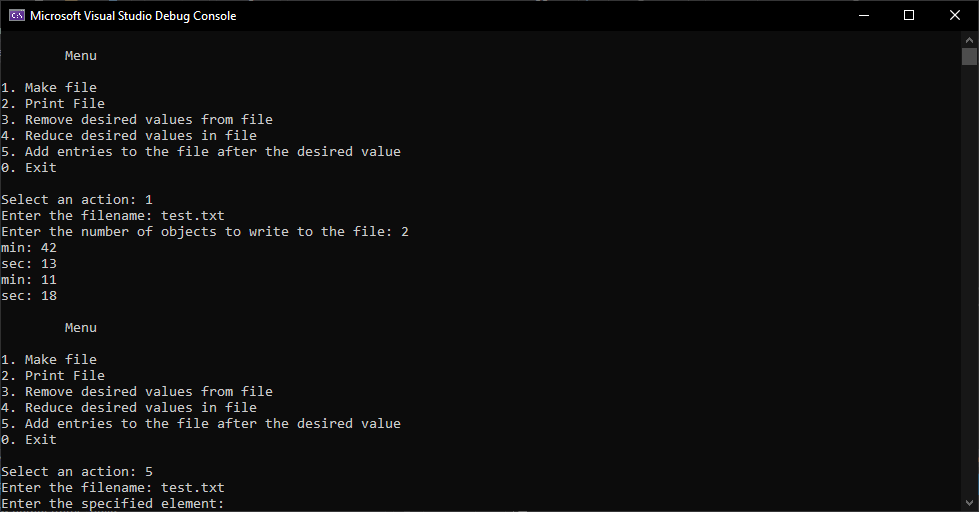 Microsoft Visual Studio Debug Console
Menu
1. Make file
2. Print File
3. Remove desired values from file
4. Reduce desired values in file
5. Add entries to the file after the desired value
0. Exit
Select an action: 1
Enter the filename: test.txt
Enter the number of objects to write to the file: 2
min: 42
sec: 13
min: 11
sec: 18
Menu
1. Make file
2. Print File
3. Remove desired values from file
4. Reduce desired values in file
5. Add entries to the file after the desired value
0. Exit
Select an action: 5
Enter the filename: test.txt
Enter the specified element: